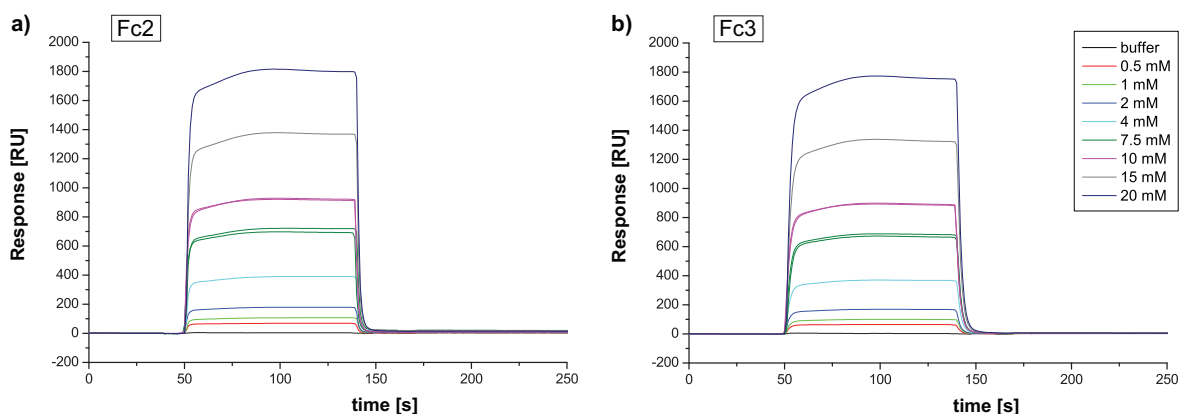 a) Fc2
Response [RU]
2000
1800
1600
1400
1200
1000
800
600
400
200
0
-200
0 50 100 150 200 250
time [s]
b) Fc3
Response [RU]
2000
1800
1600
1400
1200
1000
800
600
400
200
0
-200
0 50 100 150 200 250
time [s]
buffer
0.5 mM
1 mM
2 mM
4 mM
7.5 mM
10 mM
15 mM
20 mM